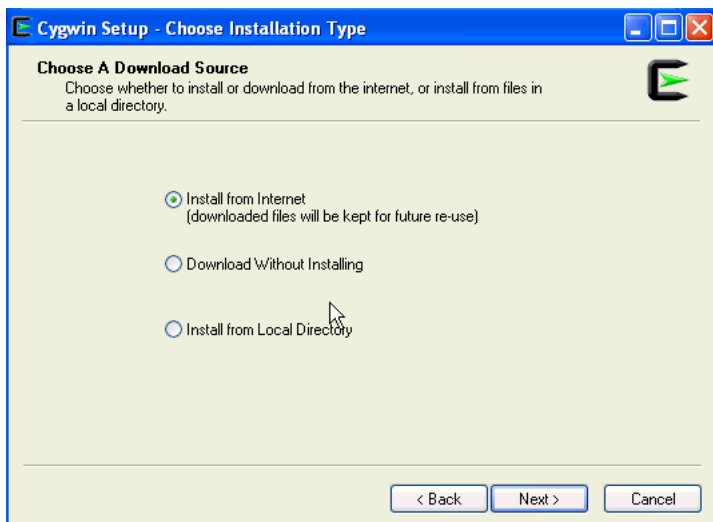 Cygwin Setup - Choose Installation Type
Choose A Download Source
Choose whether to install or download from the internet, or install from files in
a local directory.
Install from Internet
(downloaded files will be kept for future re-use)
Download Without Installing
Install from Local Directory
< Back
Next >
Cancel